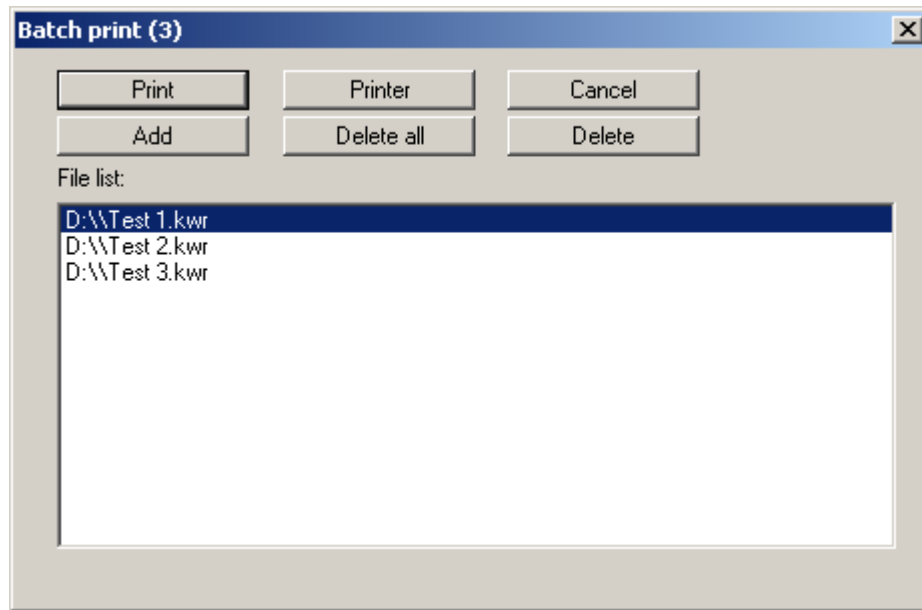 Batch print (3)
Print Printer Cancel
Add Delete all Delete
File list:
D:\\Test 1.kwr
D:\\Test 2.kwr
D:\\Test 3.kwr